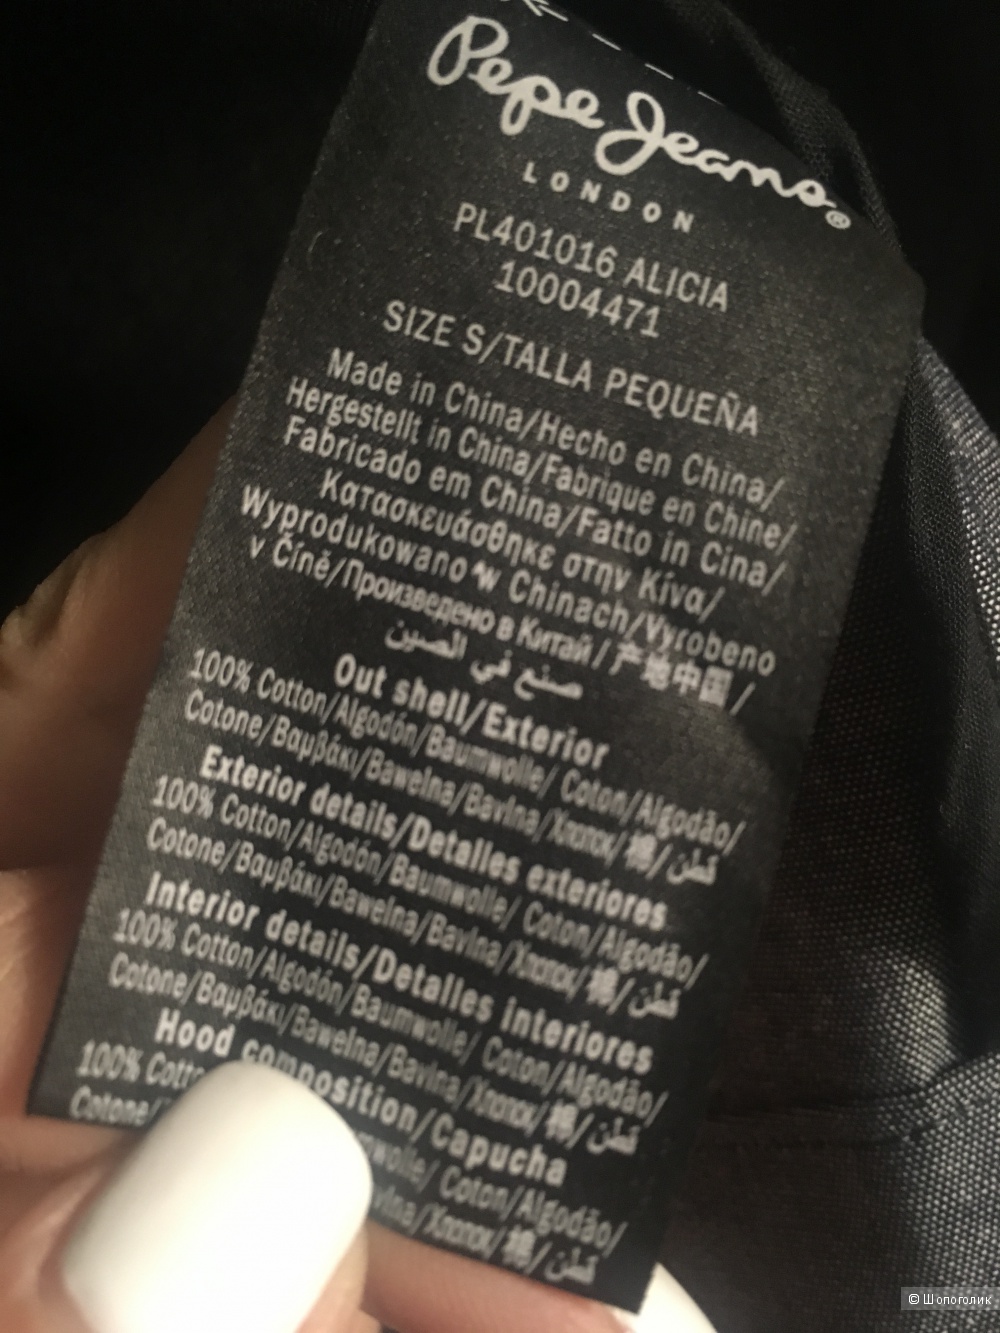 Pepe Jeans®
LONDON
PL401016 ALICIA
10004471
SIZE S/TALLA PEQUEÑA
Made in China/Hecho en China/
Hergestellt in China/Fabrique en Chine/
Fabricado em China/Fatto in Cina/
Κατασκευάσθηκε στην Κίνα/
Wyprodukowano w Chinach/Vyrobeno
v Číně/Произведено в Китай/产地中国/
صنع في الصين
Out shell/Exterior
100% Cotton/Algodón/Baumwolle/ Coton/Algodão/
Cotone/Βαμβάκι/Bawełna/Bavlna/Хлопок/棉/قطن
Exterior details/Detalles exteriores
100% Cotton/Algodón/Baumwolle/ Coton/Algodão/
Cotone/Βαμβάκι/Bawełna/Bavlna/Хлопок/棉/قطن
Interior details/Detalles interiores
100% Cotton/Algodón/Baumwolle/ Coton/Algodão/
Cotone/Βαμβάκι/Bawełna/Bavlna/Хлопок/棉/قطن
Hood composition/Capucha
100% Coton/Algodão/
Cotone/ /Хлопок/棉/قطن
© Шопоголик